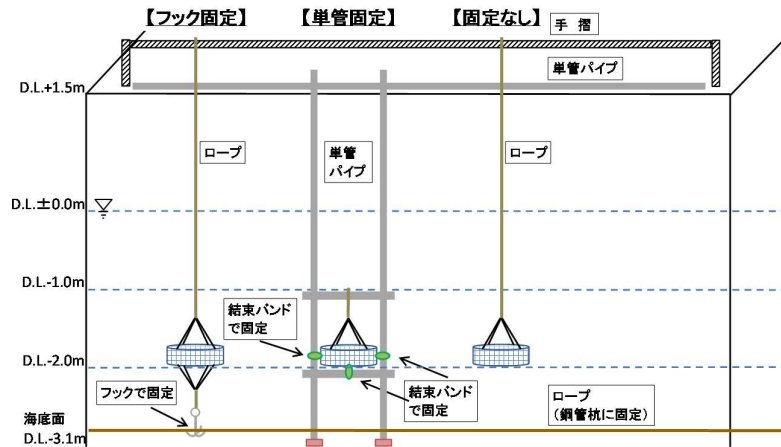 【フック固定】 【単管固定】 【固定なし】
手 摺
単管パイプ
D.L.+1.5m
ロープ
単管
パイプ
ロープ
D.L.±0.0m
D.L.-1.0m
結束バンド
で固定
D.L.-2.0m
フックで固定
結束バンド
で固定
ロープ
（鋼管杭に固定）
海底面
D.L.-3.1m